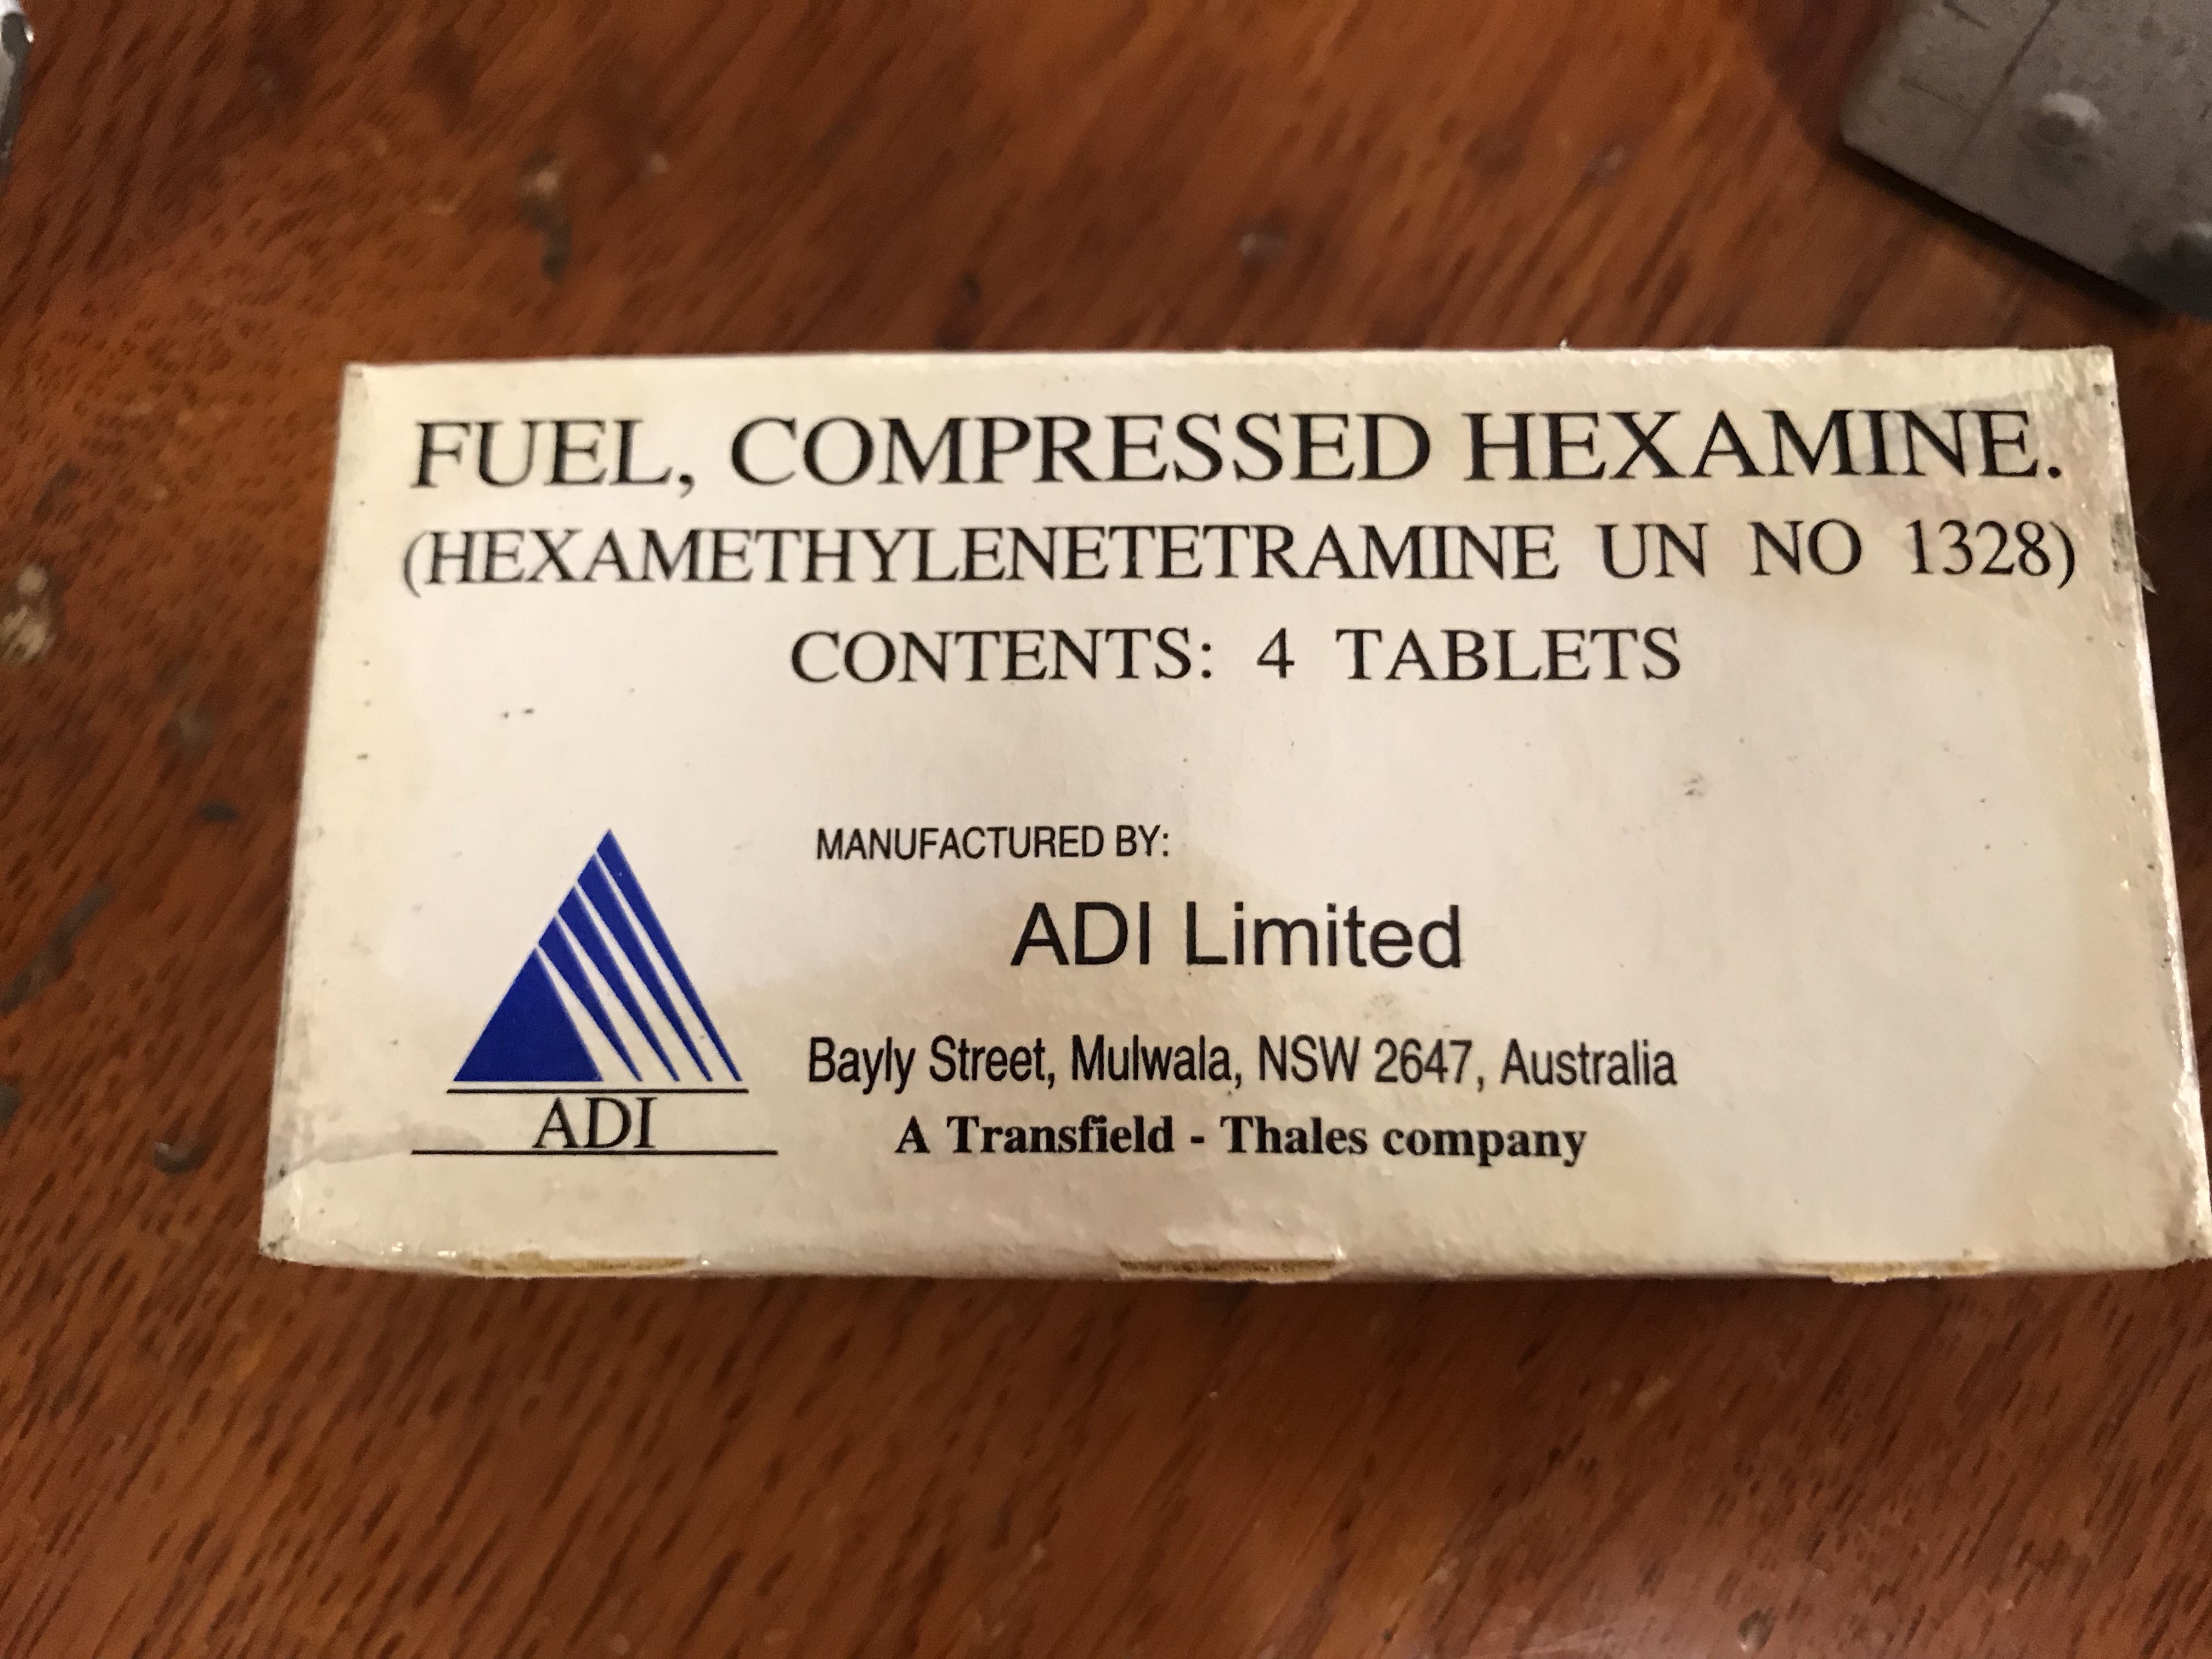 FUEL, COMPRESSED HEXAMINE.
(HEXAMETHYLENETETRAMINE UN NO 1328)
CONTENTS: 4 TABLETS
MANUFACTURED BY:
ADI Limited
Bayly Street, Mulwala, NSW 2647, Australia
A Transfield - Thales company
ADI